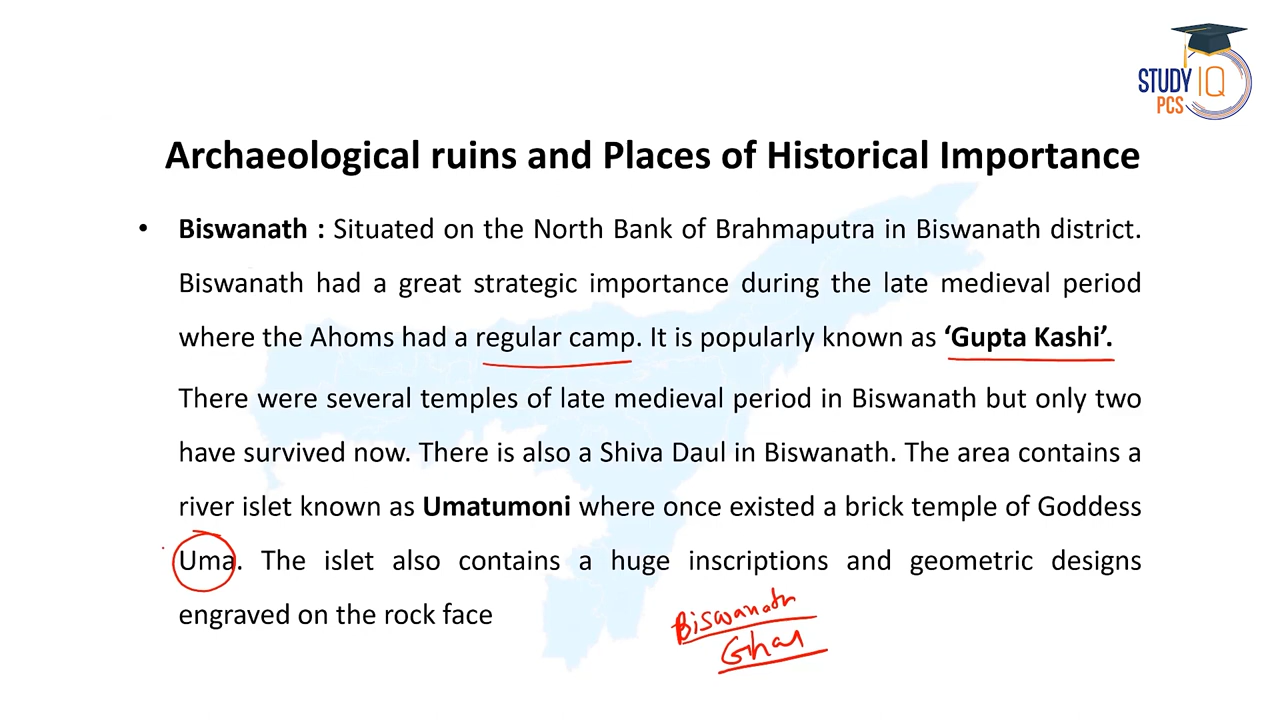 STUDY IQ
PCS
Archaeological ruins and Places of Historical Importance
• Biswanath : Situated on the North Bank of Brahmaputra in Biswanath district.
Biswanath had a great strategic importance during the late medieval period
where the Ahoms had a regular camp. It is popularly known as ‘Gupta Kashi’.
There were several temples of late medieval period in Biswanath but only two
have survived now. There is also a Shiva Daul in Biswanath. The area contains a
river islet known as Umatumoni where once existed a brick temple of Goddess
Uma. The islet also contains a huge inscriptions and geometric designs
engraved on the rock face
Biswanath